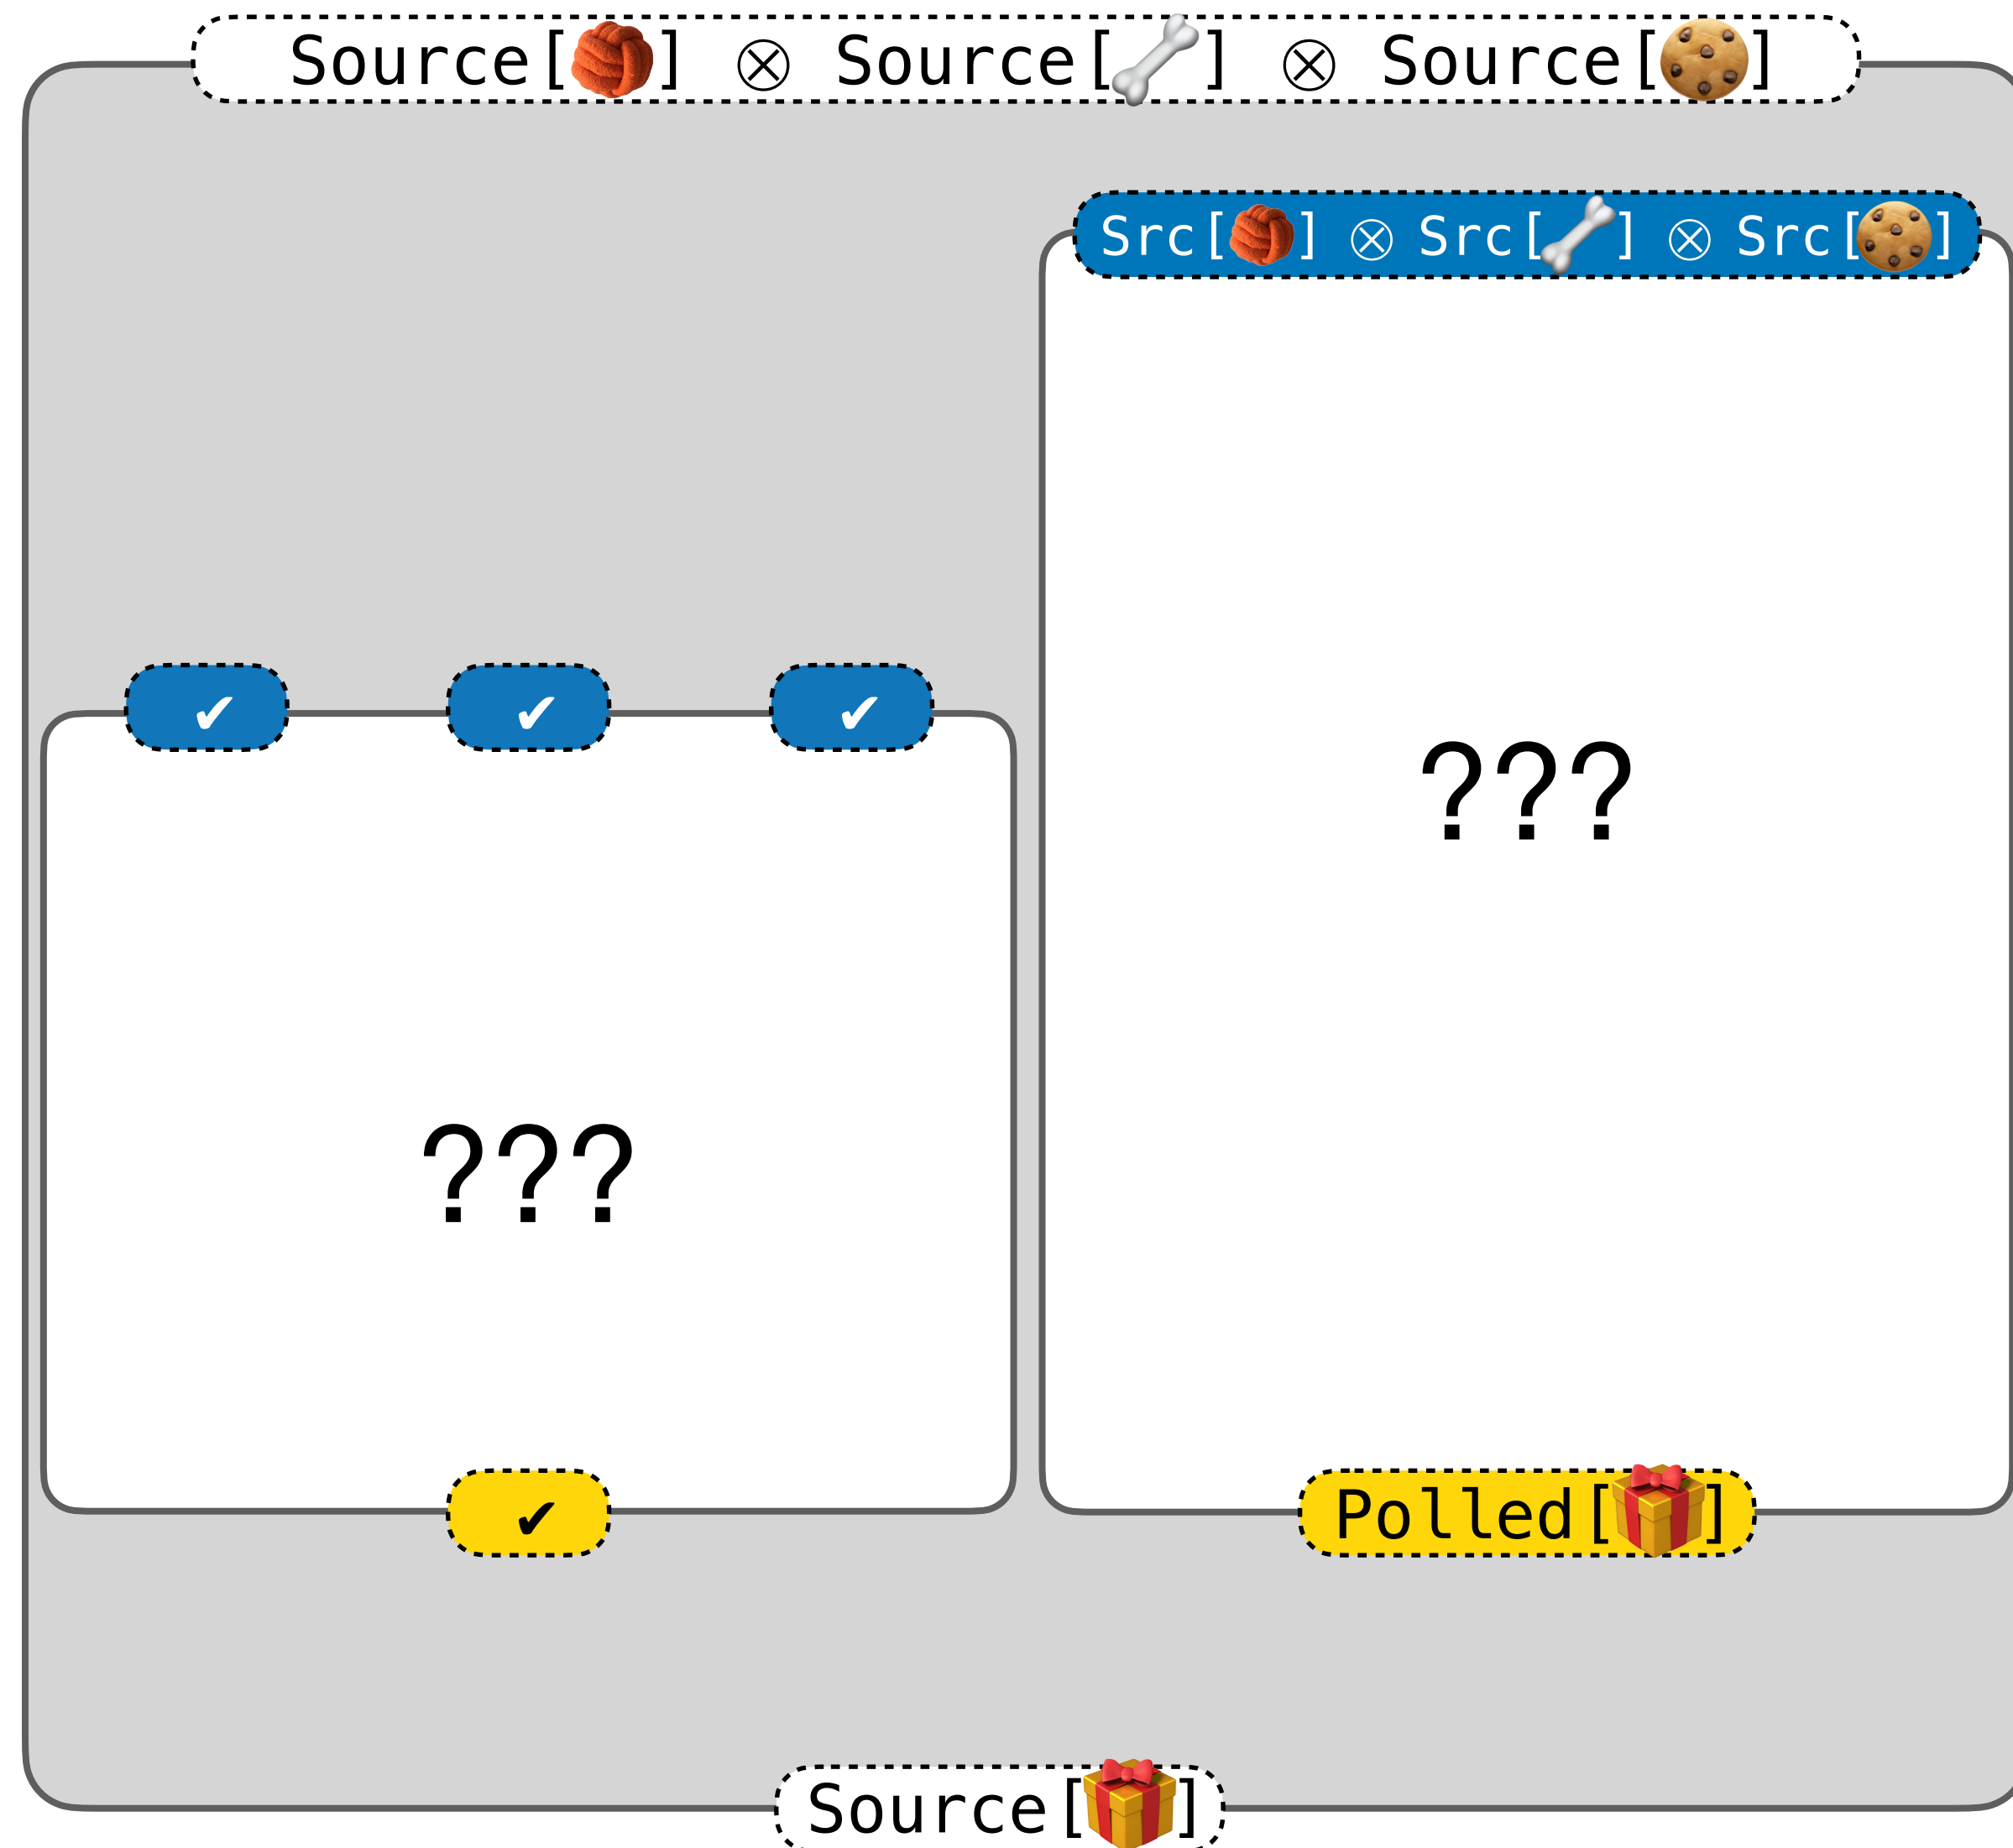 Source[🧶] ⊗ Source[🦴] ⊗ Source[🍪]
Src[🧶] ⊗ Src[🦴] ⊗ Src[🍪]
✔ ✔ ✔
???
???
✔
Polled[🎁]
Source[🎁]